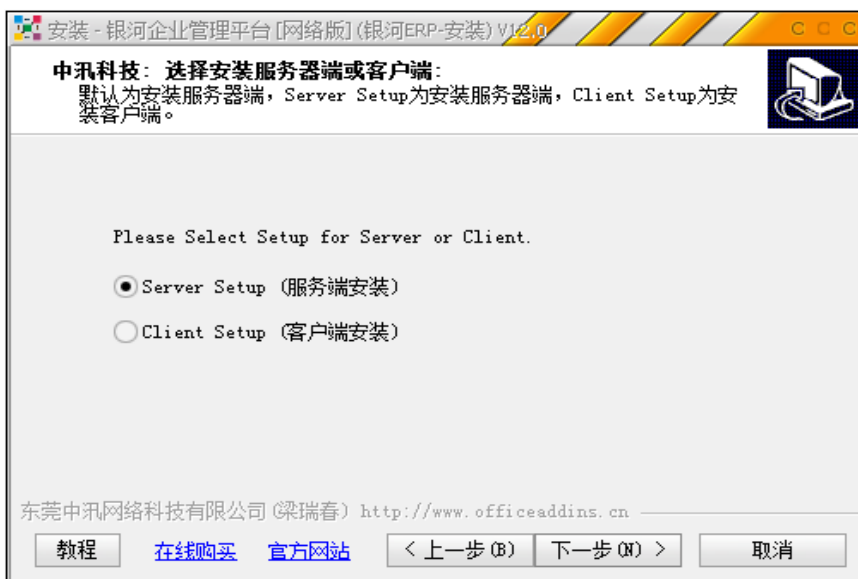 安装 - 银河企业管理平台 [网络版] (银河ERP-安装) V12.0
中汛科技: 选择安装服务器端或客户端:
默认为安装服务器端，Server Setup为安装服务器端，Client Setup为安
装客户端。
Please Select Setup for Server or Client.
Server Setup (服务端安装)
Client Setup (客户端安装)
东莞中汛网络科技有限公司(梁瑞春) http://www.officeaddins.cn
教程 在线购买 官方网站 < 上一步(B) 下一步(N) > 取消